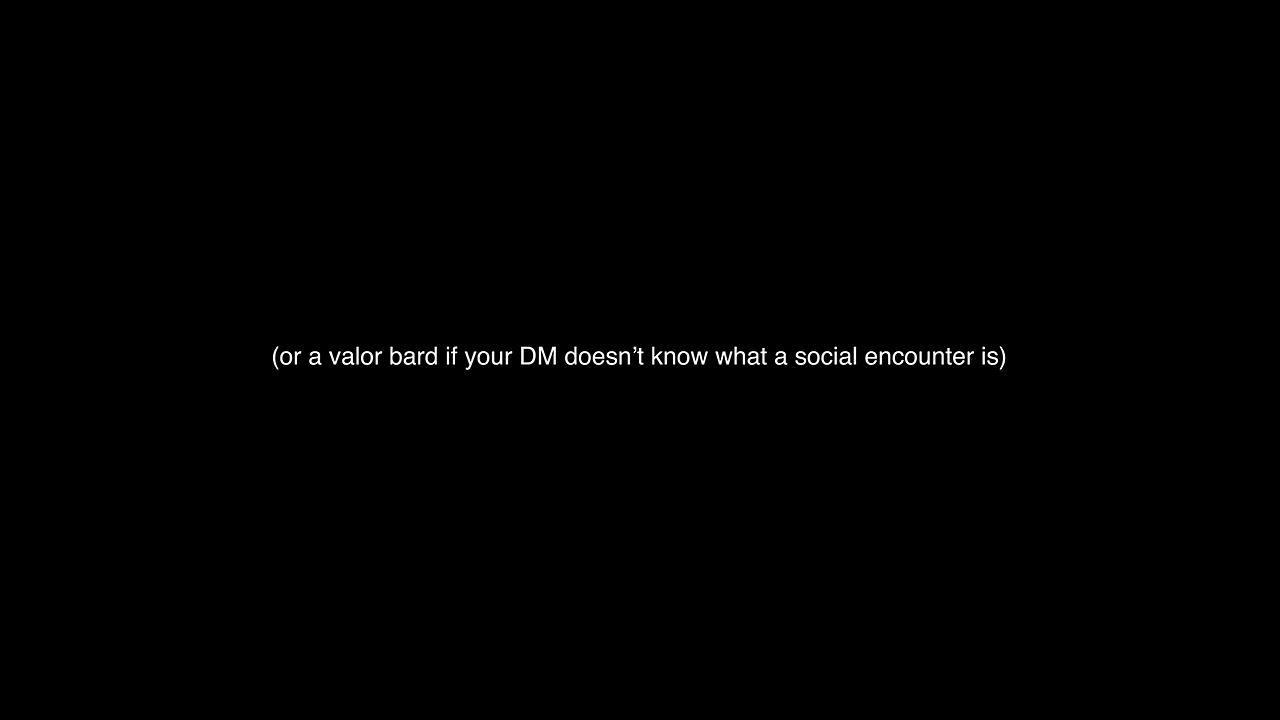 (or a valor bard if your DM doesn’t know what a social encounter is)